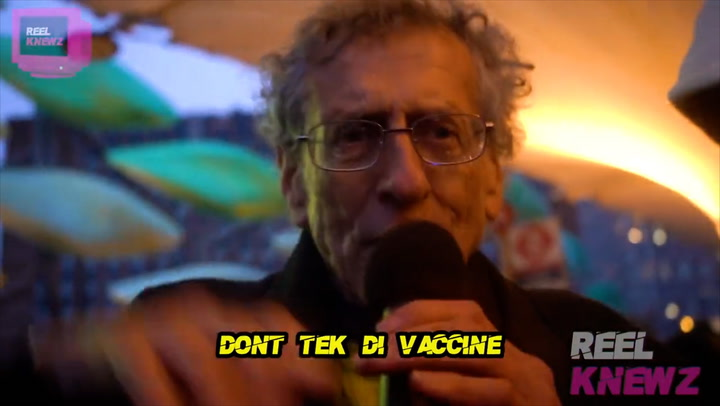 REEL
KNEWZ
DONT TEK DI VACCINE
REEL
KNEWZ